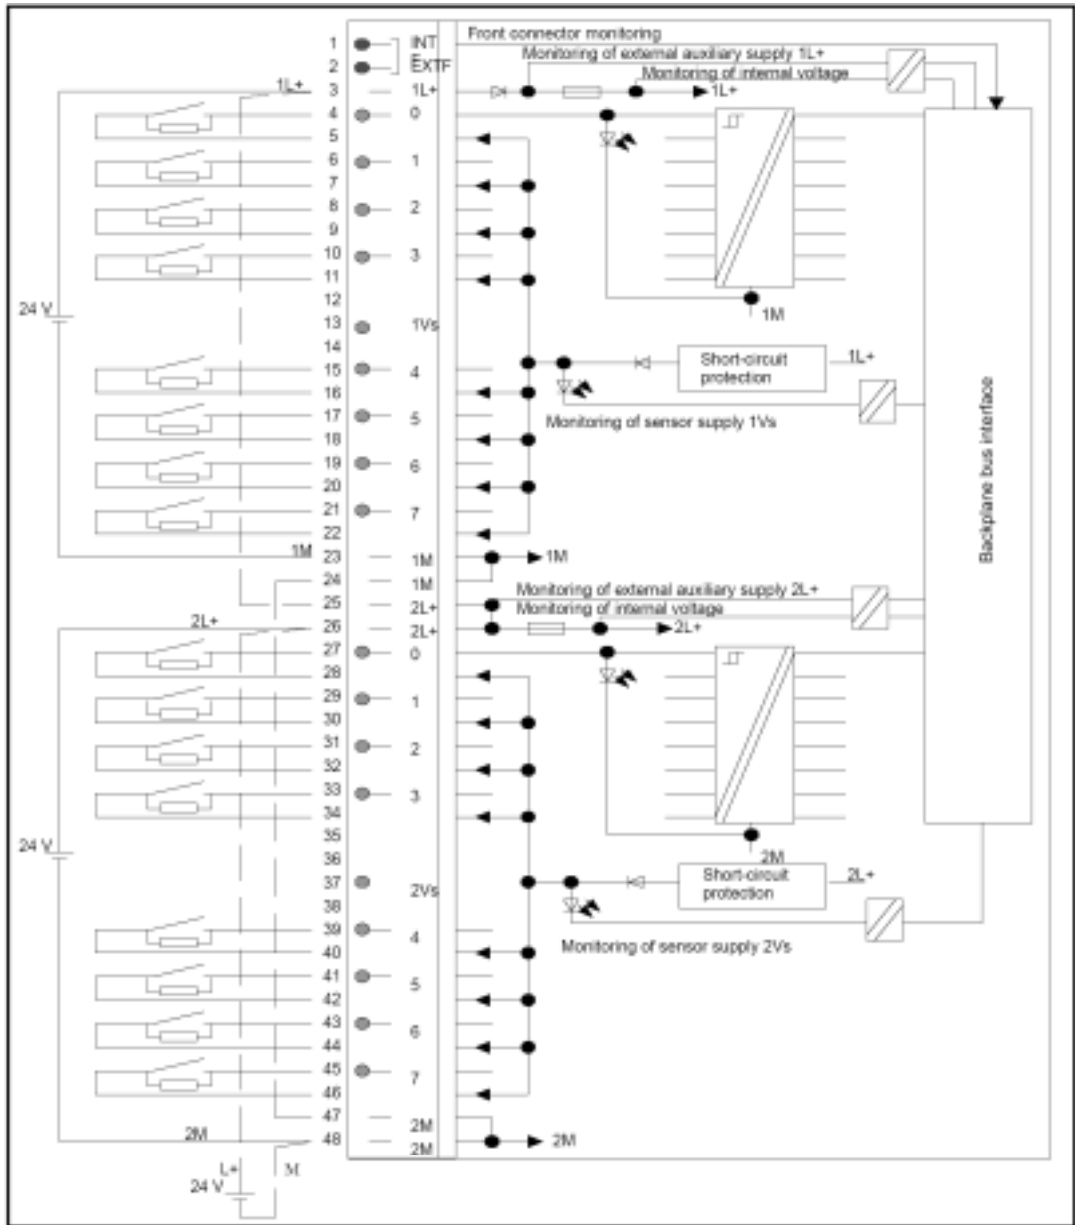 Front connector monitoring
1 INT
Monitoring of external auxiliary supply 1L+
2 EXTF
Monitoring of internal voltage
1L+ 3 1L+ 1L+
4 0
5
6 1
7
8 2
9
10 3
11
12
24 V
13 1Vs 1M
14
Short-circuit protection 1L+
15 4
16
17 5
Monitoring of sensor supply 1Vs
18
19 6
20
Backplane bus interface
21 7
22
1M 23 1M 1M
24 1M
Monitoring of external auxiliary supply 2L+
25 2L+
Monitoring of internal voltage
2L+ 26 2L+ 2L+
27 0
28
29 1
30
31 2
32
33 3
34
35
24 V
36 2M
Short-circuit protection 2L+
37 2Vs
38
39 4
Monitoring of sensor supply 2Vs
40
41 5
42
43 6
44
45 7
46
47 2M
2M 48 2M 2M
L+ M
24 V